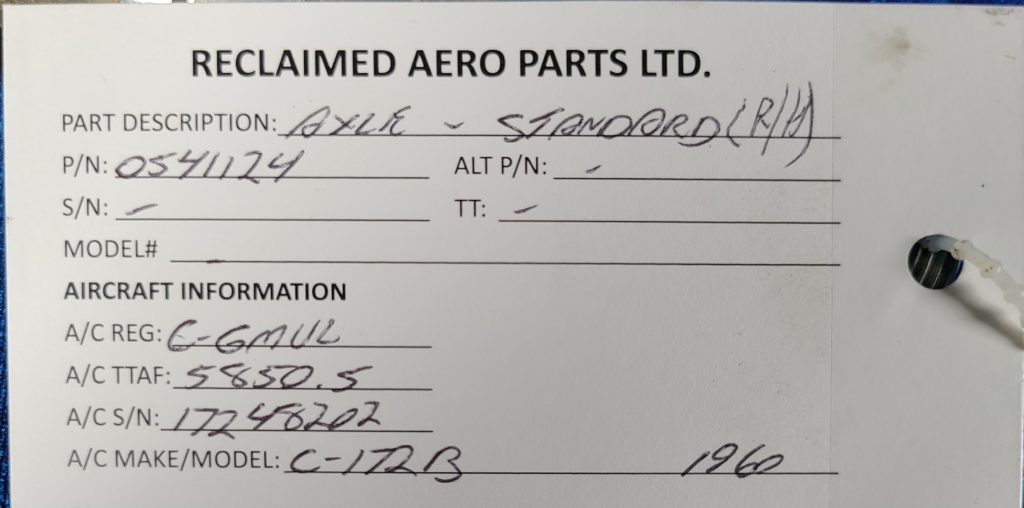 RECLAIMED AERO PARTS LTD.
PART DESCRIPTION: AXLE - STANDARD (R/H)
P/N: 0541124 ALT P/N: -
S/N: - TT: -
MODEL# -
AIRCRAFT INFORMATION
A/C REG: C-GMUL
A/C TTAF: 5850.5
A/C S/N: 17248202
A/C MAKE/MODEL: C-172B 1960